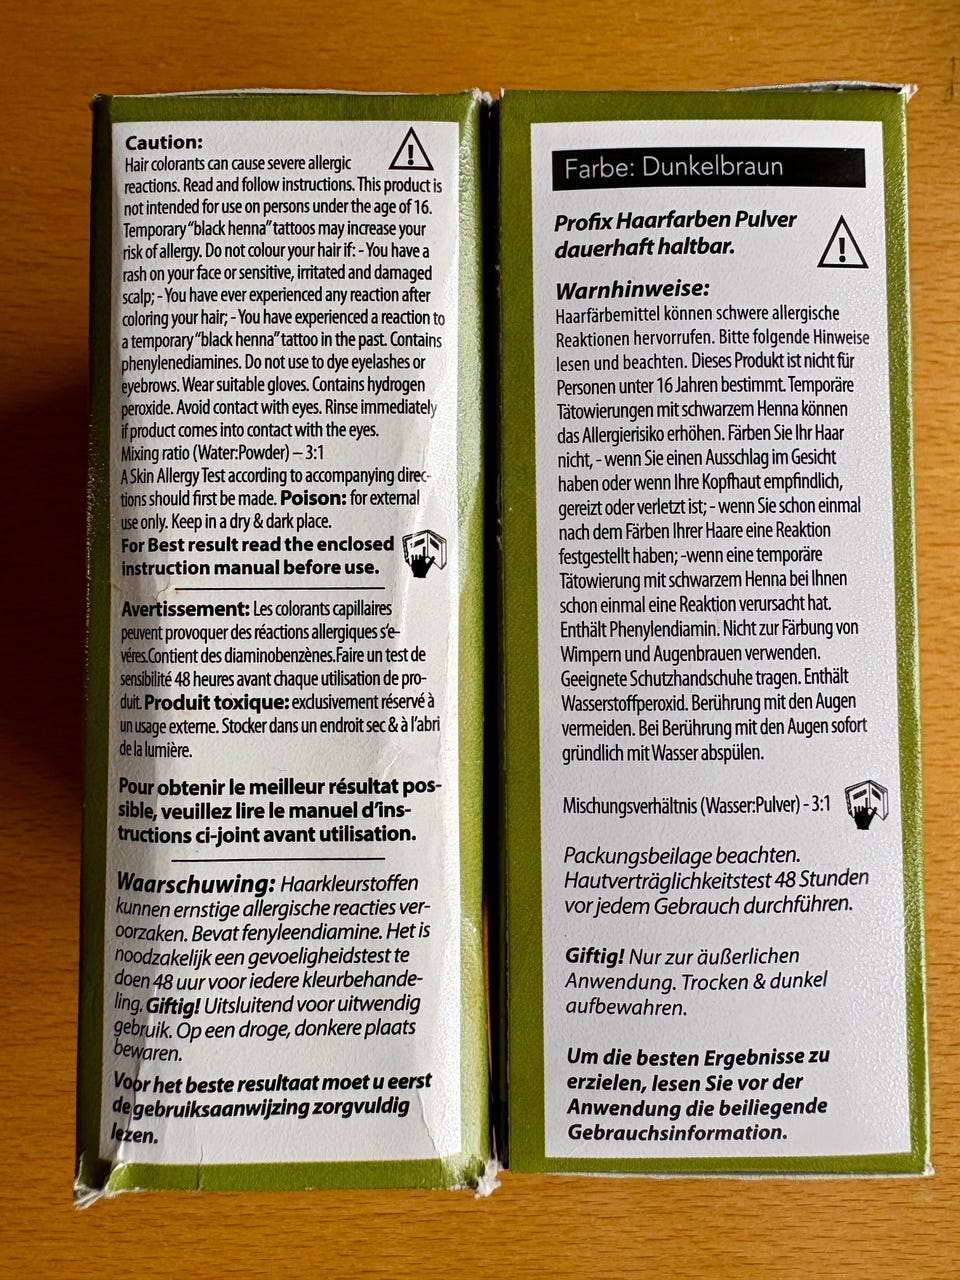 Caution:
Hair colorants can cause severe allergic
reactions. Read and follow instructions. This product is
not intended for use on persons under the age of 16.
Temporary "black henna" tattoos may increase your
risk of allergy. Do not colour your hair if: - You have a
rash on your face or sensitive, irritated and damaged
scalp; - You have ever experienced any reaction after
coloring your hair; - You have experienced a reaction to
a temporary "black henna" tattoo in the past. Contains
phenylenediamines. Do not use to dye eyelashes or
eyebrows. Wear suitable gloves. Contains hydrogen
peroxide. Avoid contact with eyes. Rinse immediately
if product comes into contact with the eyes.
Mixing ratio (Water:Powder) – 3:1
A Skin Allergy Test according to accompanying direc-
tions should first be made. Poison: for external
use only. Keep in a dry & dark place.
For Best result read the enclosed
instruction manual before use.
Avertissement: Les colorants capillaires
peuvent provoquer des réactions allergiques s'e-
véres.Contient des diaminobenzènes.Faire un test de
sensibilité 48 heures avant chaque utilisation de pro-
duit. Produit toxique: exclusivement réservé à
un usage externe. Stocker dans un endroit sec & à l'abri
de la lumière.
Pour obtenir le meilleur résultat pos-
sible, veuillez lire le manuel d'ins-
tructions ci-joint avant utilisation.
Waarschuwing: Haarkleurstoffen
kunnen ernstige allergische reacties ver-
oorzaken. Bevat fenyleendiamine. Het is
noodzakelijk een gevoeligheidstest te
doen 48 uur voor iedere kleurbehande-
ling. Giftig! Uitsluitend voor uitwendig
gebruik. Op een droge, donkere plaats
bewaren.
Voor het beste resultaat moet u eerst
de gebruiksaanwijzing zorgvuldig
lezen.
Farbe: Dunkelbraun
Profix Haarfarben Pulver
dauerhaft haltbar.
Warnhinweise:
Haarfärbemittel können schwere allergische
Reaktionen hervorrufen. Bitte folgende Hinweise
lesen und beachten. Dieses Produkt ist nicht für
Personen unter 16 Jahren bestimmt. Temporäre
Tätowierungen mit schwarzem Henna können
das Allergierisiko erhöhen. Färben Sie Ihr Haar
nicht, - wenn Sie einen Ausschlag im Gesicht
haben oder wenn Ihre Kopfhaut empfindlich,
gereizt oder verletzt ist; - wenn Sie schon einmal
nach dem Färben Ihrer Haare eine Reaktion
festgestellt haben; -wenn eine temporäre
Tätowierung mit schwarzem Henna bei Ihnen
schon einmal eine Reaktion verursacht hat.
Enthält Phenylendiamin. Nicht zur Färbung von
Wimpern und Augenbrauen verwenden.
Geeignete Schutzhandschuhe tragen. Enthält
Wasserstoffperoxid. Berührung mit den Augen
vermeiden. Bei Berührung mit den Augen sofort
gründlich mit Wasser abspülen.
Mischungsverhältnis (Wasser:Pulver) - 3:1
Packungsbeilage beachten.
Hautverträglichkeitstest 48 Stunden
vor jedem Gebrauch durchführen.
Giftig! Nur zur äußerlichen
Anwendung. Trocken & dunkel
aufbewahren.
Um die besten Ergebnisse zu
erzielen, lesen Sie vor der
Anwendung die beiliegende
Gebrauchsinformation.